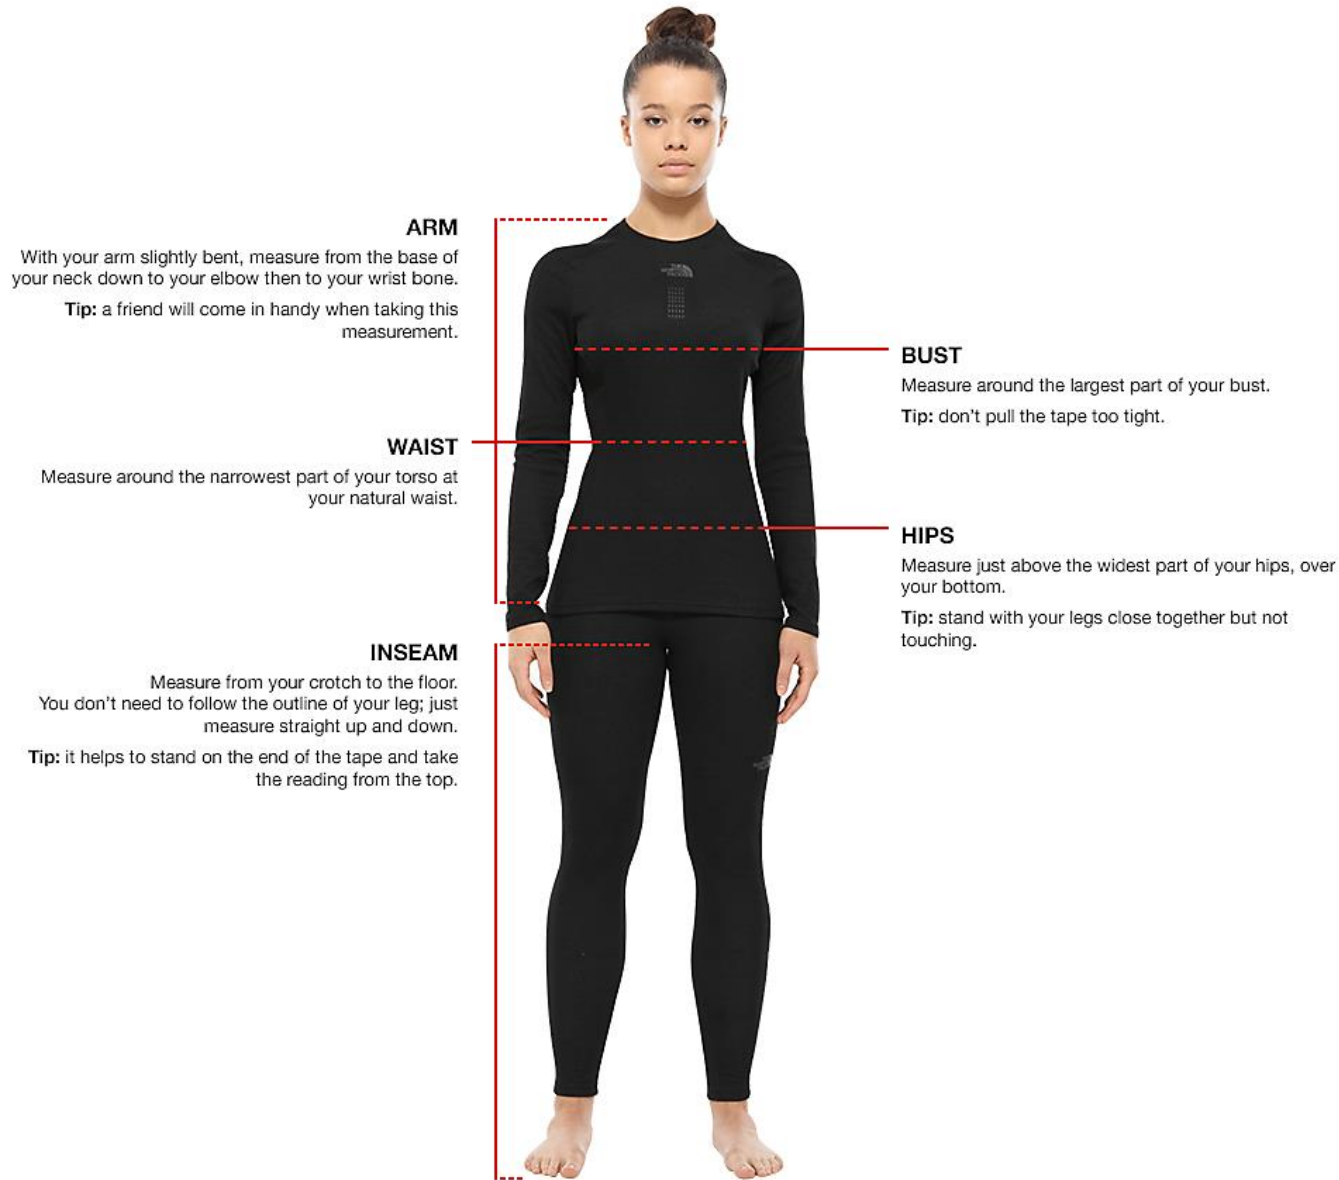 ARM
With your arm slightly bent, measure from the base of
your neck down to your elbow then to your wrist bone.
Tip: a friend will come in handy when taking this
measurement.
BUST
Measure around the largest part of your bust.
Tip: don't pull the tape too tight.
WAIST
Measure around the narrowest part of your torso at
your natural waist.
HIPS
Measure just above the widest part of your hips, over
your bottom.
Tip: stand with your legs close together but not
touching.
INSEAM
Measure from your crotch to the floor.
You don't need to follow the outline of your leg; just
measure straight up and down.
Tip: it helps to stand on the end of the tape and take
the reading from the top.